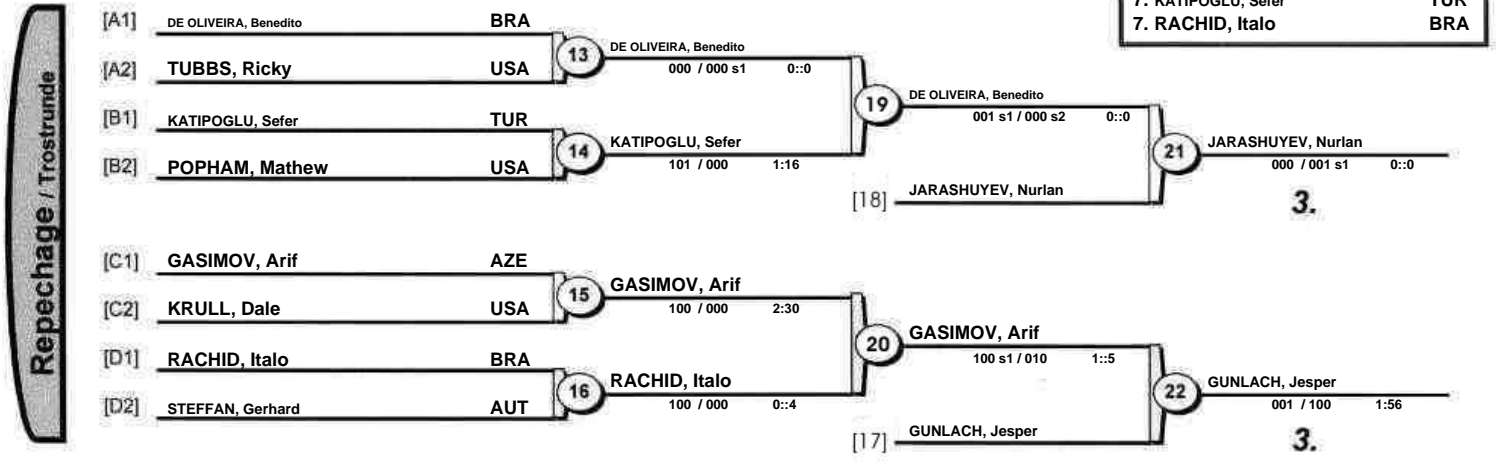 7. KATIPOGLU, Sefer TUR
7. RACHID, Italo BRA
Repechage / Trostrunde
[A1] DE OLIVEIRA, Benedito BRA
13 DE OLIVEIRA, Benedito
000 / 000 s1 0::0
[A2] TUBBS, Ricky USA
19 DE OLIVEIRA, Benedito
001 s1 / 000 s2 0::0
[B1] KATIPOGLU, Sefer TUR
14 KATIPOGLU, Sefer
101 / 000 1:16
[B2] POPHAM, Mathew USA
21 JARASHUYEV, Nurlan
000 / 001 s1 0::0
[18] JARASHUYEV, Nurlan
3.
[C1] GASIMOV, Arif AZE
15 GASIMOV, Arif
100 / 000 2:30
[C2] KRULL, Dale USA
20 GASIMOV, Arif
100 s1 / 010 1::5
[D1] RACHID, Italo BRA
16 RACHID, Italo
100 / 000 0::4
[D2] STEFFAN, Gerhard AUT
22 GUNLACH, Jesper
001 / 100 1:56
[17] GUNLACH, Jesper
3.